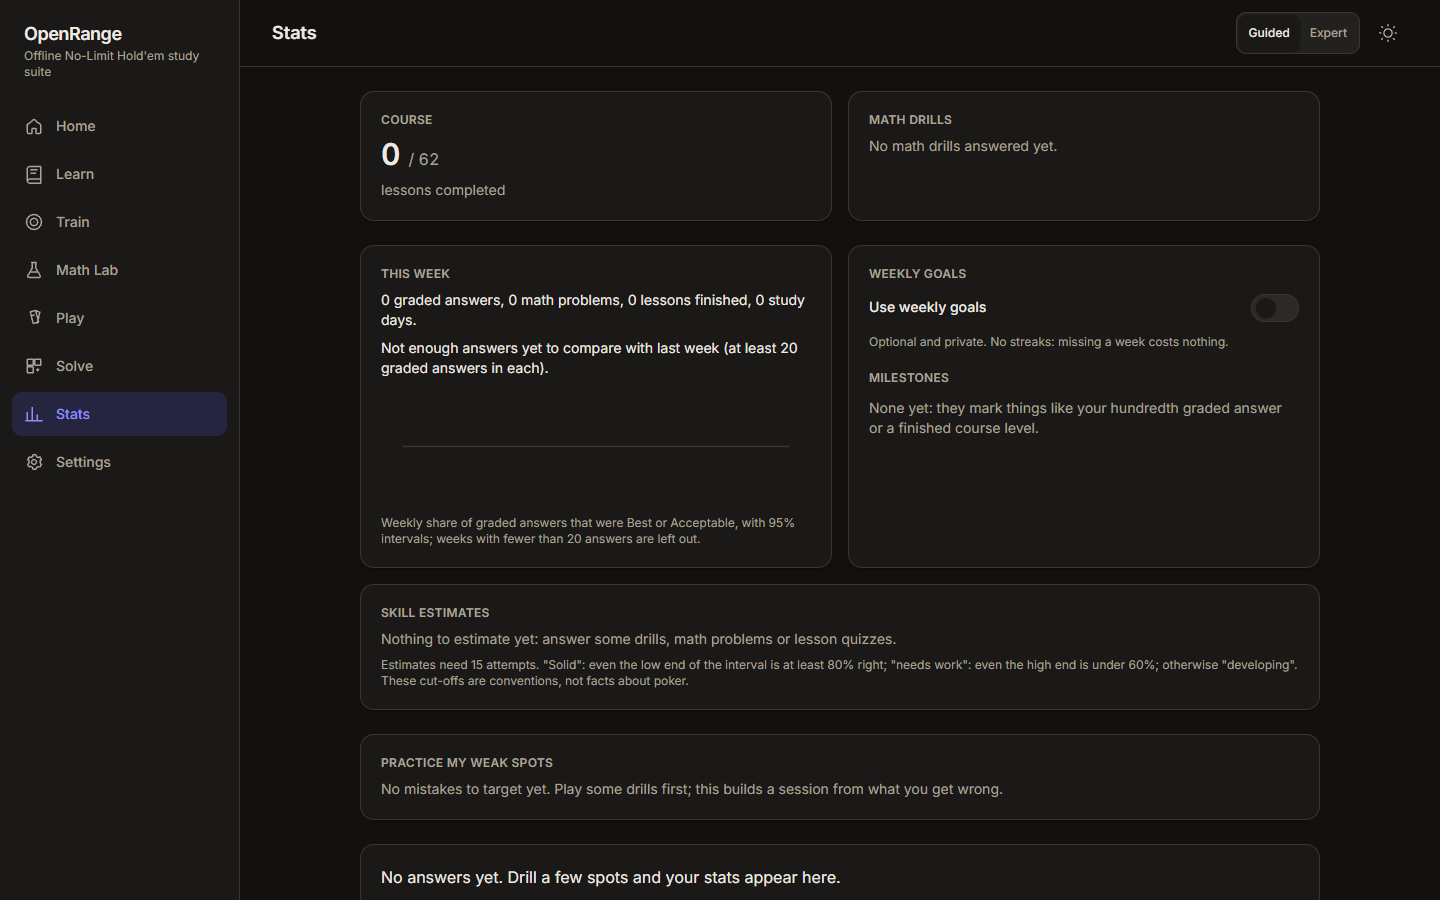 OpenRange
Offline No-Limit Hold'em study
suite
Home
Learn
Train
Math Lab
Play
Solve
Stats
Settings
Stats
Guided
Expert
COURSE
0 / 62
lessons completed
MATH DRILLS
No math drills answered yet.
THIS WEEK
0 graded answers, 0 math problems, 0 lessons finished, 0 study
days.
Not enough answers yet to compare with last week (at least 20
graded answers in each).
Weekly share of graded answers that were Best or Acceptable, with 95%
intervals; weeks with fewer than 20 answers are left out.
WEEKLY GOALS
Use weekly goals
Optional and private. No streaks: missing a week costs nothing.
MILESTONES
None yet: they mark things like your hundredth graded answer
or a finished course level.
SKILL ESTIMATES
Nothing to estimate yet: answer some drills, math problems or lesson quizzes.
Estimates need 15 attempts. "Solid": even the low end of the interval is at least 80% right; "needs work": even the high end is under 60%; otherwise "developing".
These cut-offs are conventions, not facts about poker.
PRACTICE MY WEAK SPOTS
No mistakes to target yet. Play some drills first; this builds a session from what you get wrong.
No answers yet. Drill a few spots and your stats appear here.